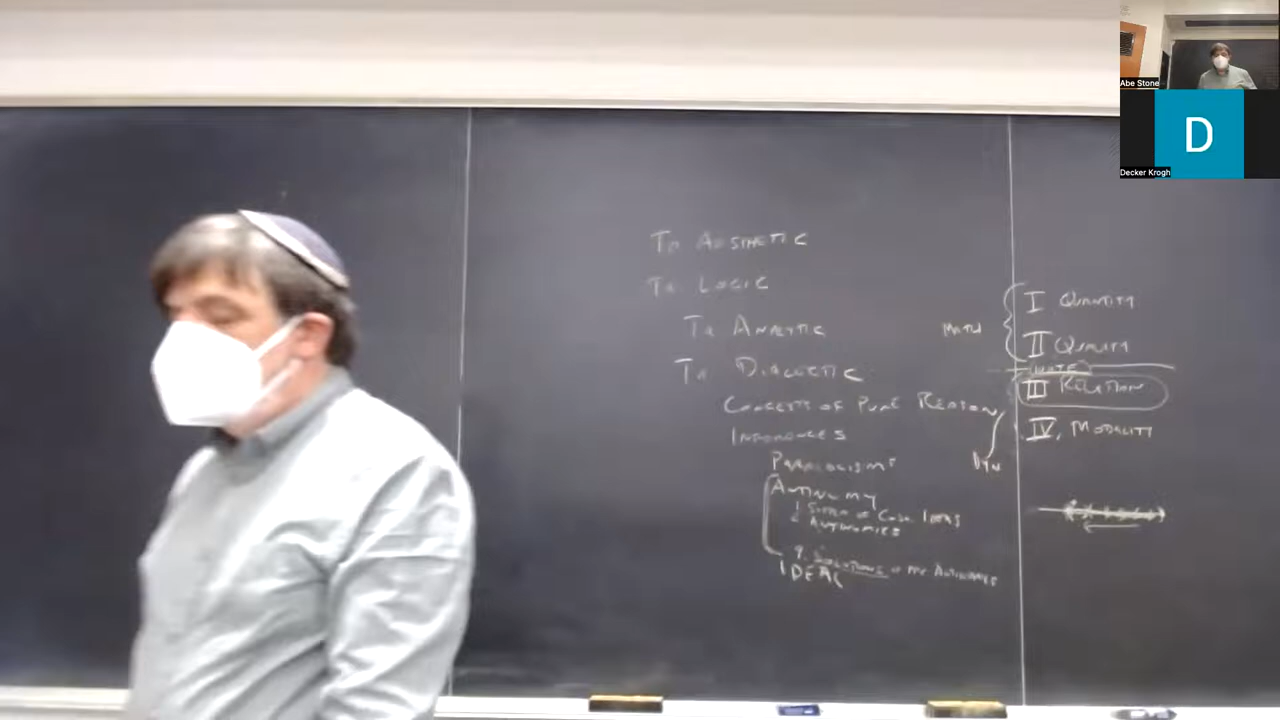 Abe Stone
D
Decker Krogh
Tr AESTHETIC
Tr LOGIC
Tr ANALYTIC
Tr DIALECTIC
CONCEPTS OF PURE REASON
INFERENCES
PARALOGISMS
ANTINOMY
1 SYSTEM OF COSM IDEAS
2 ANTINOMIES
9. SOLUTIONS OF THE ANTINOMIES
IDEAL
MATH
I QUANTITY
II QUALITY
NOTE
III RELATION
IV. MODALITY
DYN